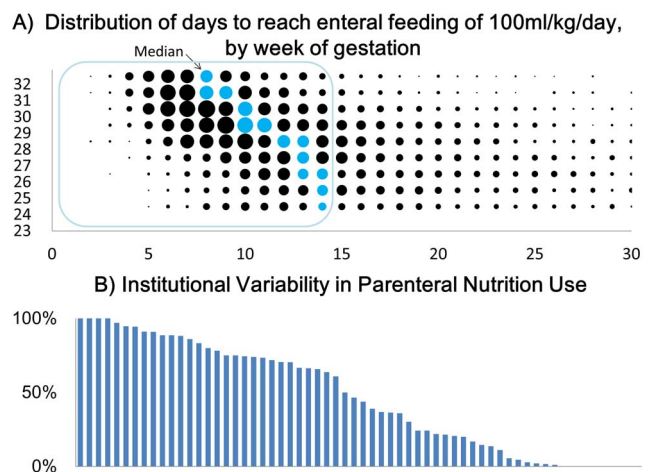 A) Distribution of days to reach enteral feeding of 100ml/kg/day,
by week of gestation
Median
32
31
30
29
28
27
26
25
24
23
0 5 10 15 20 25 30
B) Institutional Variability in Parenteral Nutrition Use
100%
50%
0%